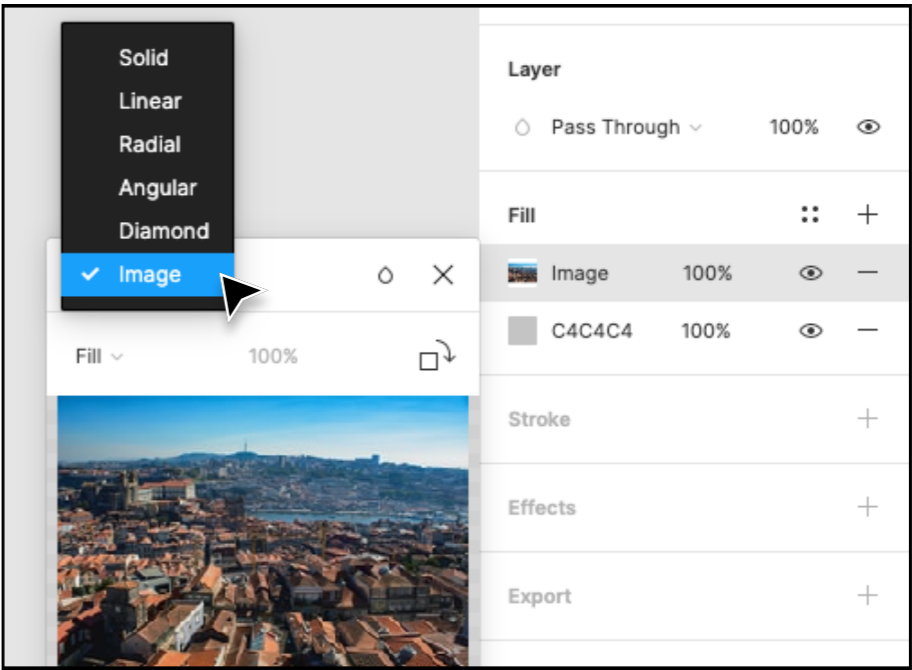 Solid
Linear
Radial
Angular
Diamond
Image
Fill 100%
Layer
Pass Through 100%
Fill
Image 100%
C4C4C4 100%
Stroke
Effects
Export